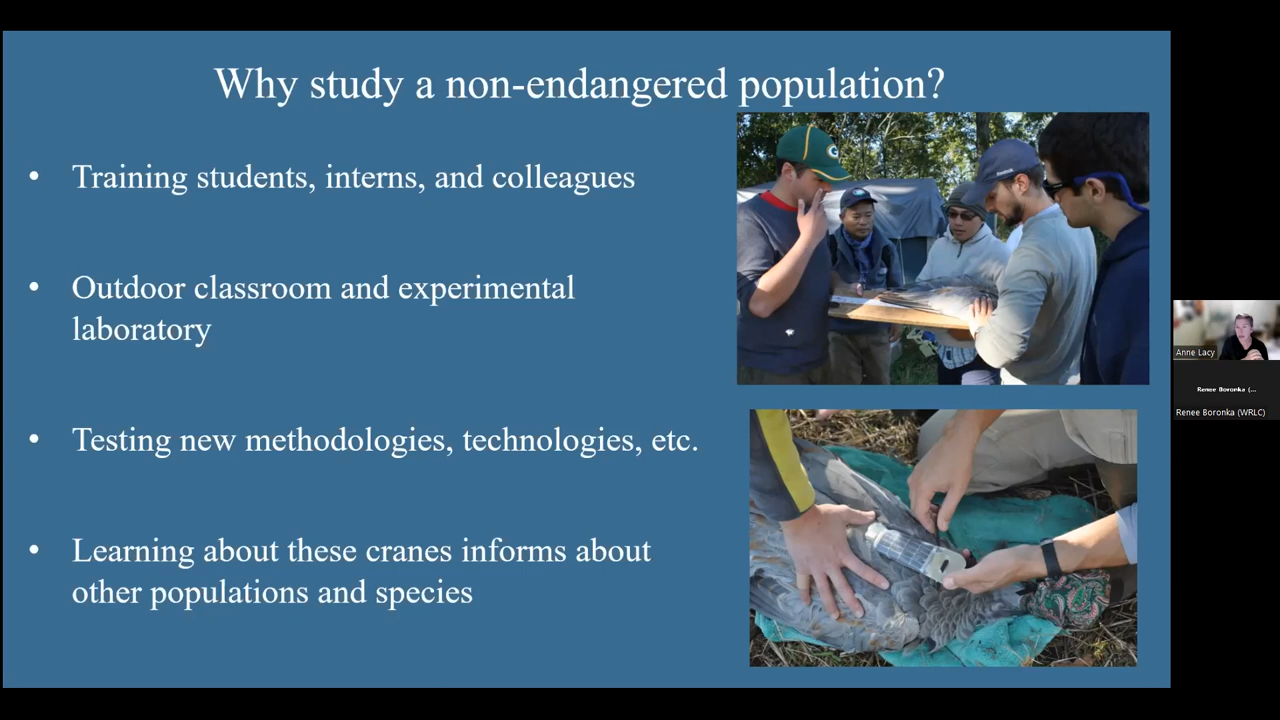 Why study a non-endangered population?
• Training students, interns, and colleagues
• Outdoor classroom and experimental
laboratory
• Testing new methodologies, technologies, etc.
• Learning about these cranes informs about
other populations and species
G
Anne Lacy
Renee Boronka (...
Renee Boronka (WRLC)